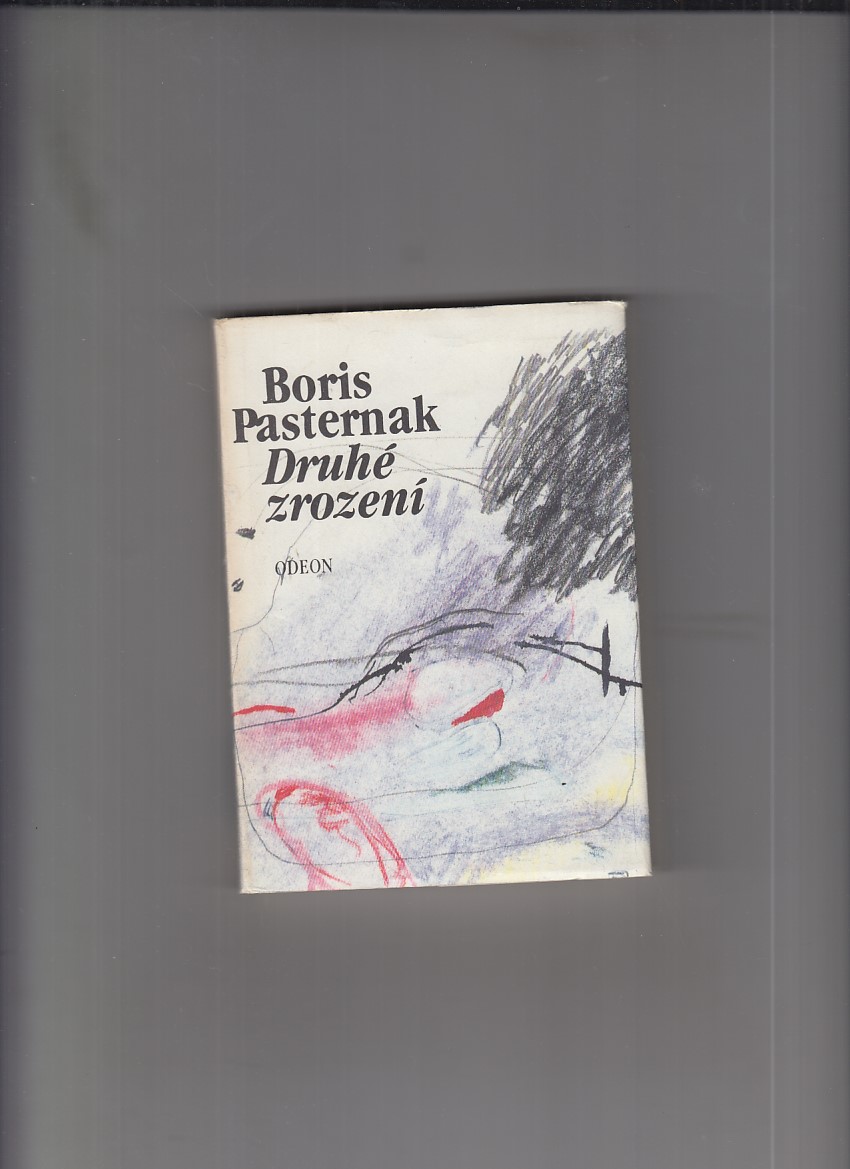 Boris
Pasternak
Druhé
zrození
ODEON